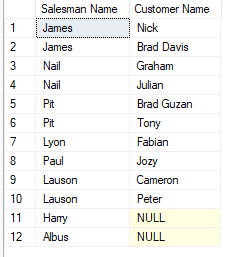 Salesman Name Customer Name
1 James Nick
2 James Brad Davis
3 Nail Graham
4 Nail Julian
5 Pit Brad Guzan
6 Pit Tony
7 Lyon Fabian
8 Paul Jozy
9 Lauson Cameron
10 Lauson Peter
11 Harry NULL
12 Albus NULL